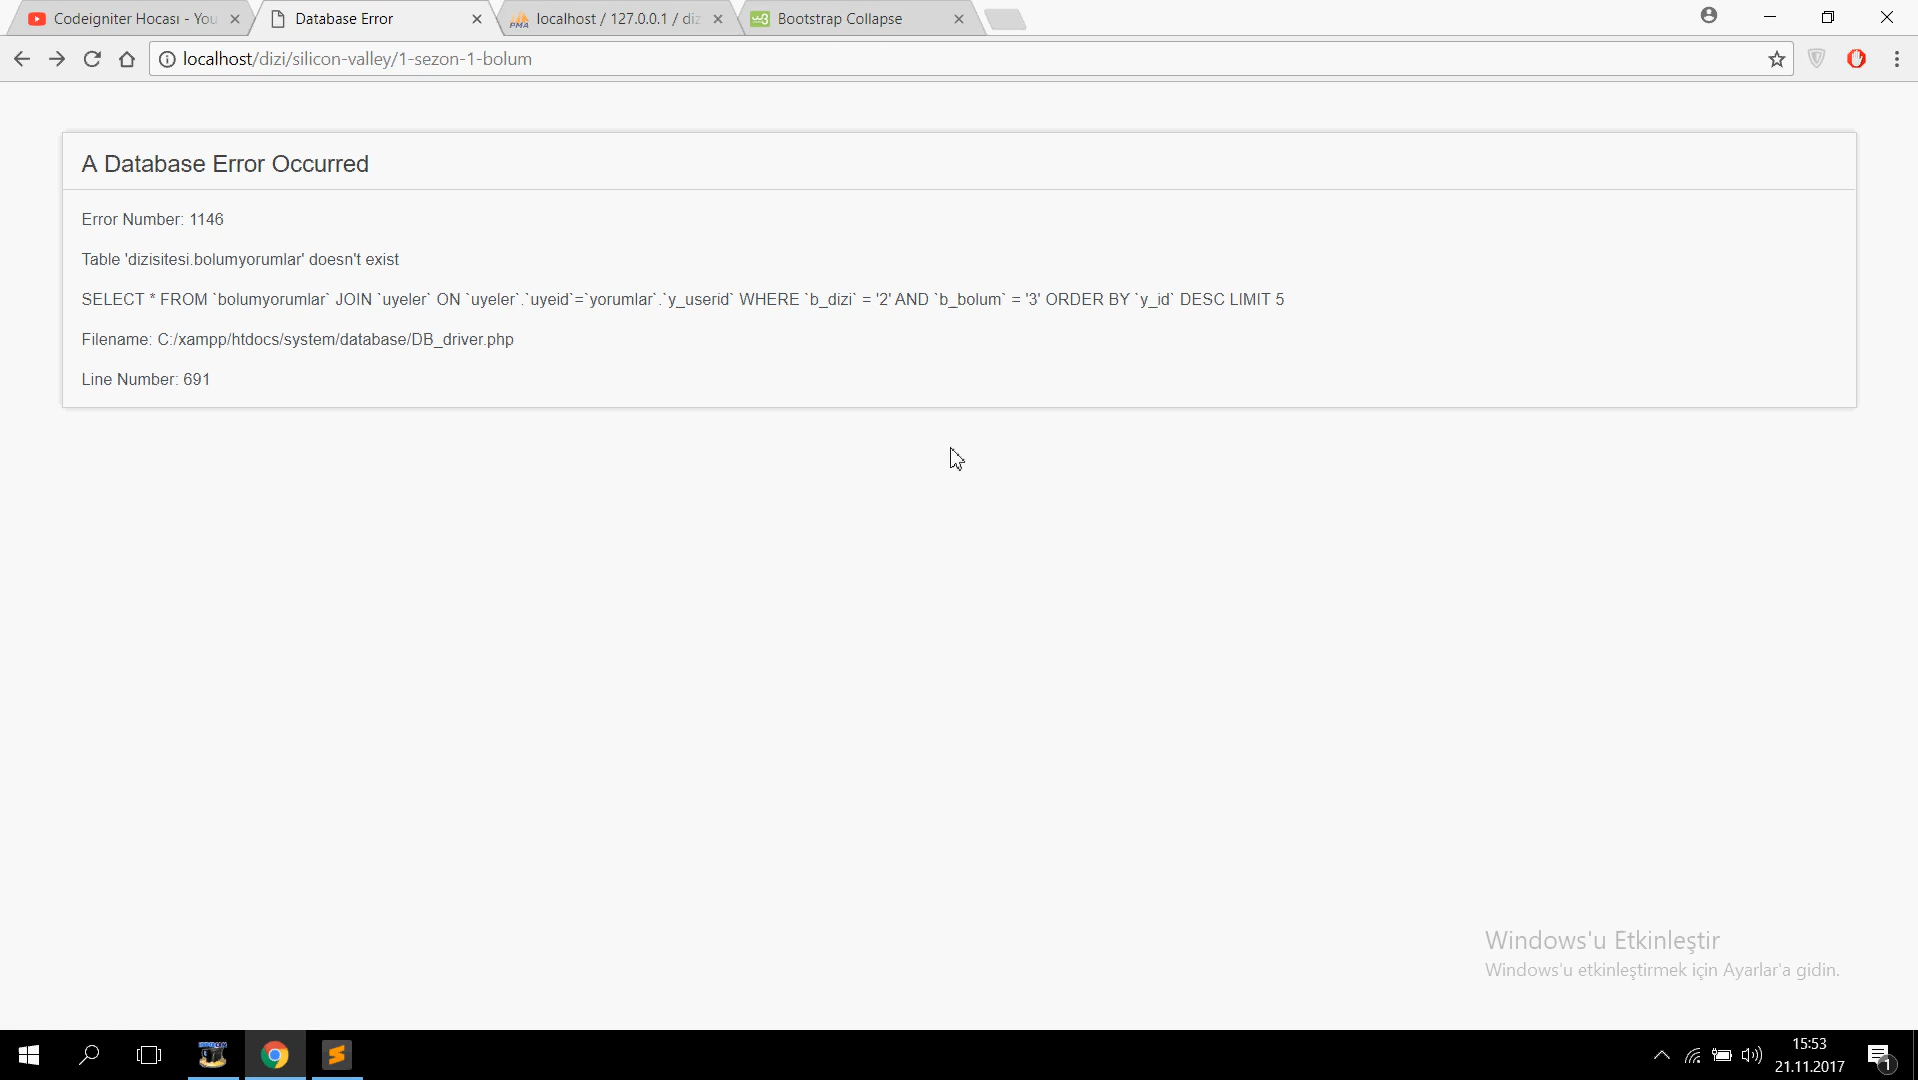 Codeigniter Hocası - You
Database Error
localhost / 127.0.0.1 / diz
Bootstrap Collapse
localhost/dizi/silicon-valley/1-sezon-1-bolum
A Database Error Occurred
Error Number: 1146
Table 'dizisitesi.bolumyorumlar' doesn't exist
SELECT * FROM `bolumyorumlar` JOIN `uyeler` ON `uyeler`.`uyeid`=`yorumlar`.`y_userid` WHERE `b_dizi` = '2' AND `b_bolum` = '3' ORDER BY `y_id` DESC LIMIT 5
Filename: C:/xampp/htdocs/system/database/DB_driver.php
Line Number: 691
Windows'u Etkinleştir
Windows'u etkinleştirmek için Ayarlar'a gidin.
15:53
21.11.2017
1